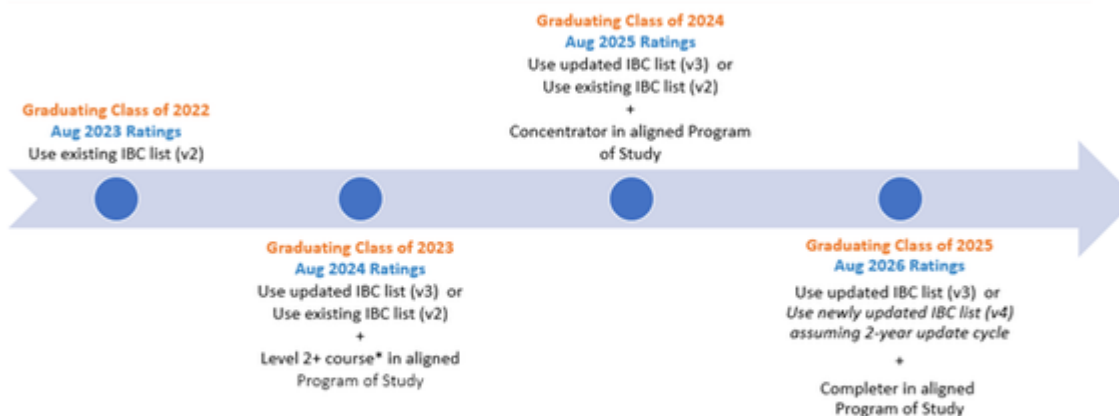 Graduating Class of 2022
Aug 2023 Ratings
Use existing IBC list (v2)
Graduating Class of 2023
Aug 2024 Ratings
Use updated IBC list (v3) or
Use existing IBC list (v2)
+
Level 2+ course* in aligned
Program of Study
Graduating Class of 2024
Aug 2025 Ratings
Use updated IBC list (v3) or
Use existing IBC list (v2)
+
Concentrator in aligned Program
of Study
Graduating Class of 2025
Aug 2026 Ratings
Use updated IBC list (v3) or
Use newly updated IBC list (v4)
assuming 2-year update cycle
+
Completer in aligned
Program of Study